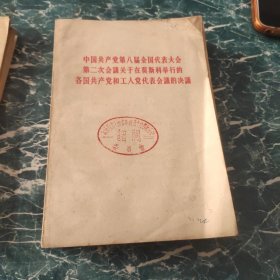 中国共产党第八届全国代表大会
第二次会议关于在莫斯科举行的
各国共产党和工人党代表会议的决议